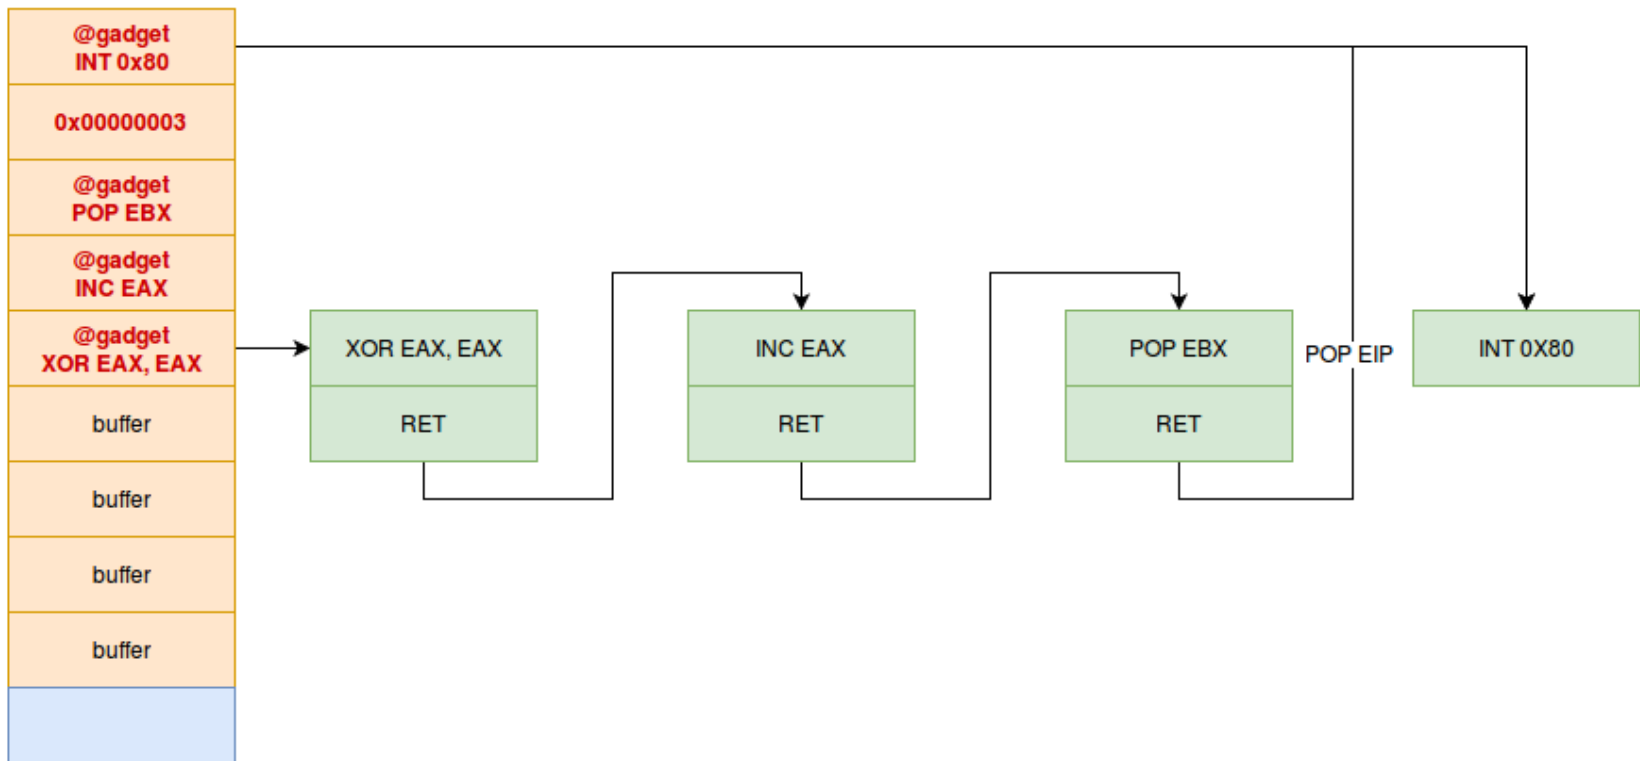 @gadget
INT 0x80
0x00000003
@gadget
POP EBX
@gadget
INC EAX
@gadget
XOR EAX, EAX
buffer
buffer
buffer
buffer
XOR EAX, EAX
RET
INC EAX
RET
POP EBX
RET
POP EIP
INT 0X80